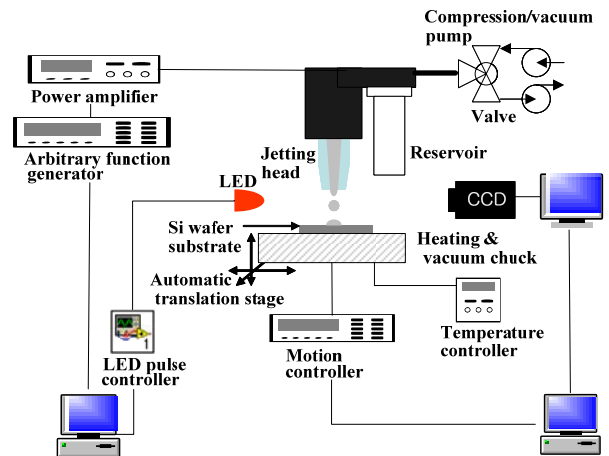 Compression/vacuum
pump
Power amplifier
Valve
Arbitrary function
generator
Jetting
head
Reservoir
LED
CCD
Si wafer
substrate
Heating &
vacuum chuck
Automatic
translation stage
1
LED pulse
controller
Motion
controller
Temperature
controller